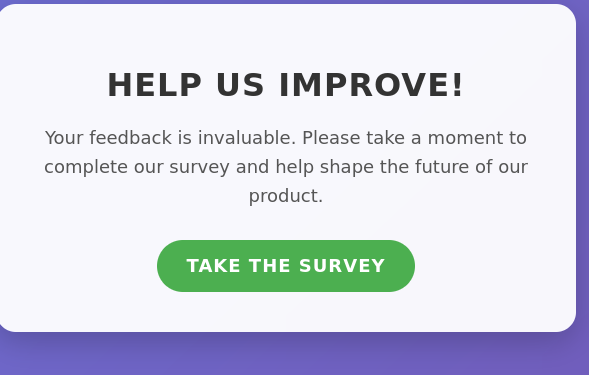 HELP US IMPROVE!
Your feedback is invaluable. Please take a moment to
complete our survey and help shape the future of our
product.
TAKE THE SURVEY